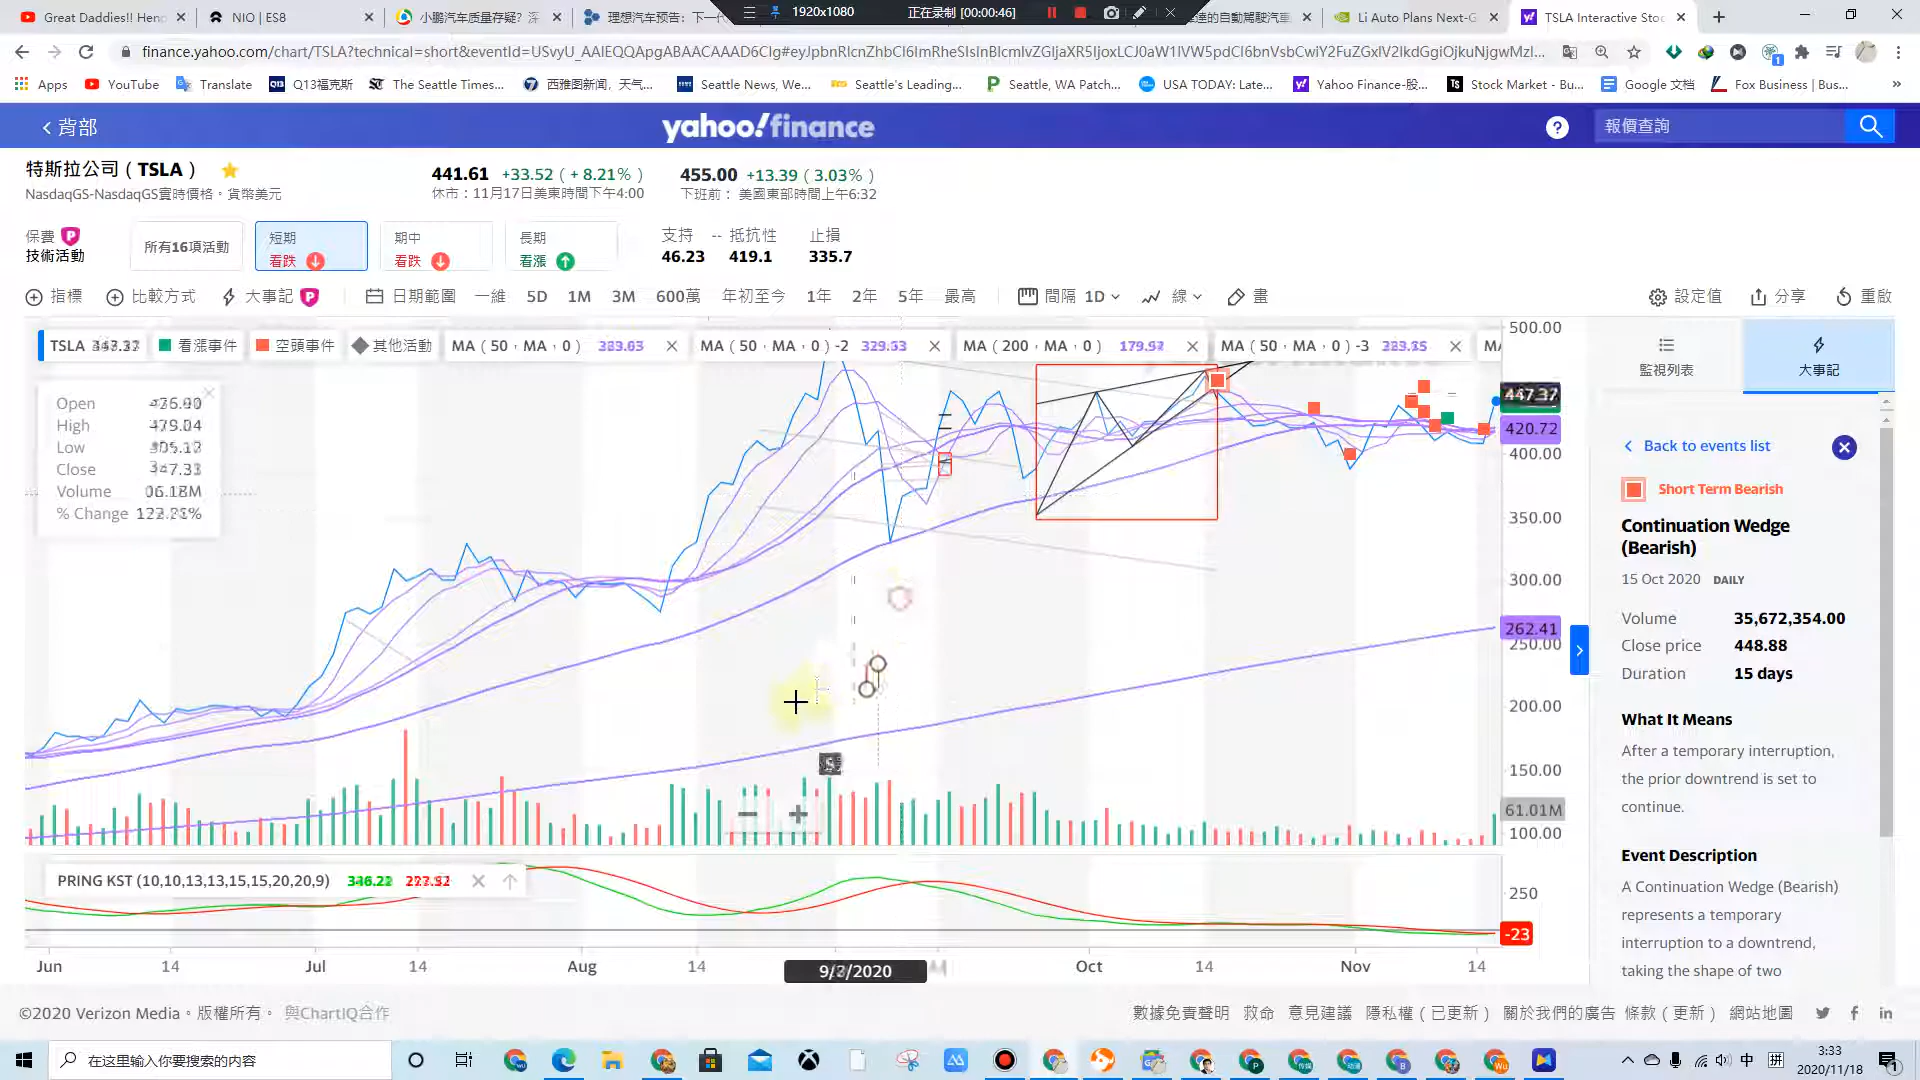 Great Daddies!! Hen
NIO | ES8
小鹏汽车质量存疑？深
理想汽车预告：下一代
1920x1080
正在录制 [00:00:46]
達的自動駕駛汽車
Li Auto Plans Next-G
TSLA Interactive Stoc
finance.yahoo.com/chart/TSLA?technical=short&eventId=USvyU_AAIEQQApgABAACAAAD6CIg#
Apps
YouTube
Translate
Q13福克斯
The Seattle Times...
西雅图新闻，天气...
Seattle News, We...
Seattle's Leading...
Seattle, WA Patch...
USA TODAY: Late...
Yahoo Finance-股...
Stock Market - Bu...
Google 文档
Fox Business | Bus...
背部
yahoo!finance
報價查詢
特斯拉公司 ( TSLA )
NasdaqGS-NasdaqGS實時價格。貨幣美元
441.61 +33.52 ( + 8.21% )
休市：11月17日美東時間下午4:00
455.00 +13.39 ( 3.03% )
下班前： 美國東部時間上午6:32
保費
技術活動
所有16項活動
短期
看跌
期中
看跌
長期
看漲
支持 -- 抵抗性
46.23 419.1
止損
335.7
指標
比較方式
大事記
日期範圍
一維
5D
1M
3M
600萬
年初至今
1年
2年
5年
最高
間隔 1D
線
畫
設定值
分享
重啟
TSLA
看漲事件
空頭事件
其他活動
MA ( 50，MA，0 )
MA ( 50，MA，0 ) -2
MA ( 200，MA，0 )
MA ( 50，MA，0 ) -3
MA
Open
High
Low
Close
Volume
% Change
500.00
447.37
420.72
400.00
350.00
300.00
262.41
250.00
200.00
150.00
61.01M
100.00
PRING KST (10,10,13,13,15,15,20,20,9)
250
-23
Jun
14
Jul
14
Aug
14
Oct
14
Nov
14
監視列表
大事記
Back to events list
Short Term Bearish
Continuation Wedge
(Bearish)
15 Oct 2020 DAILY
Volume 35,672,354.00
Close price 448.88
Duration 15 days
What It Means
After a temporary interruption,
the prior downtrend is set to
continue.
Event Description
A Continuation Wedge (Bearish)
represents a temporary
interruption to a downtrend,
taking the shape of two
©2020 Verizon Media。版權所有。 與ChartIQ合作
數據免責聲明 救命 意見建議 隱私權（已更新） 關於我們的廣告 條款（更新） 網站地圖
在这里输入你要搜索的内容
中
拼
3:33
2020/11/18
1